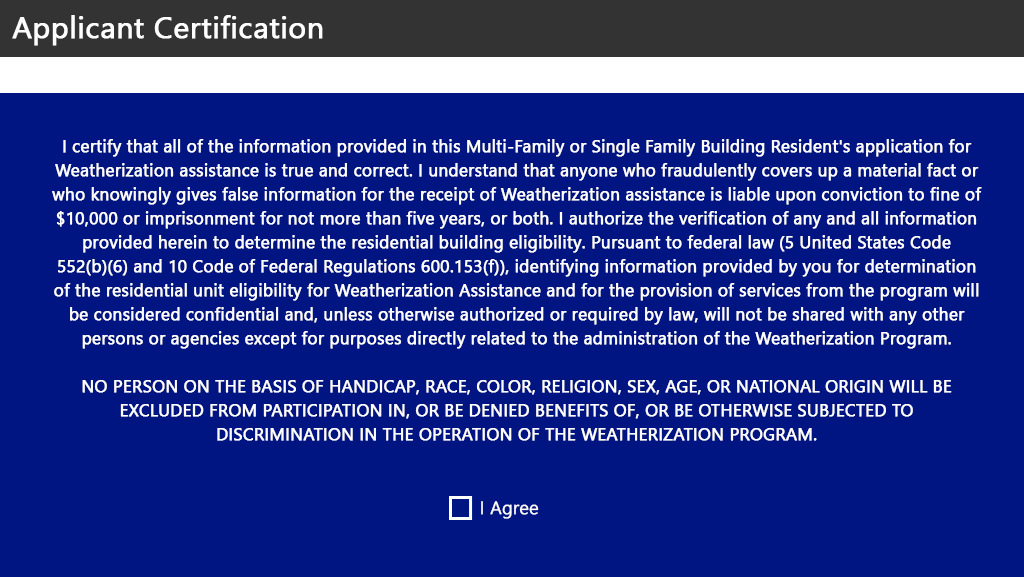 Applicant Certification
I certify that all of the information provided in this Multi-Family or Single Family Building Resident's application for
Weatherization assistance is true and correct. I understand that anyone who fraudulently covers up a material fact or
who knowingly gives false information for the receipt of Weatherization assistance is liable upon conviction to fine of
$10,000 or imprisonment for not more than five years, or both. I authorize the verification of any and all information
provided herein to determine the residential building eligibility. Pursuant to federal law (5 United States Code
552(b)(6) and 10 Code of Federal Regulations 600.153(f)), identifying information provided by you for determination
of the residential unit eligibility for Weatherization Assistance and for the provision of services from the program will
be considered confidential and, unless otherwise authorized or required by law, will not be shared with any other
persons or agencies except for purposes directly related to the administration of the Weatherization Program.
NO PERSON ON THE BASIS OF HANDICAP, RACE, COLOR, RELIGION, SEX, AGE, OR NATIONAL ORIGIN WILL BE
EXCLUDED FROM PARTICIPATION IN, OR BE DENIED BENEFITS OF, OR BE OTHERWISE SUBJECTED TO
DISCRIMINATION IN THE OPERATION OF THE WEATHERIZATION PROGRAM.
I Agree